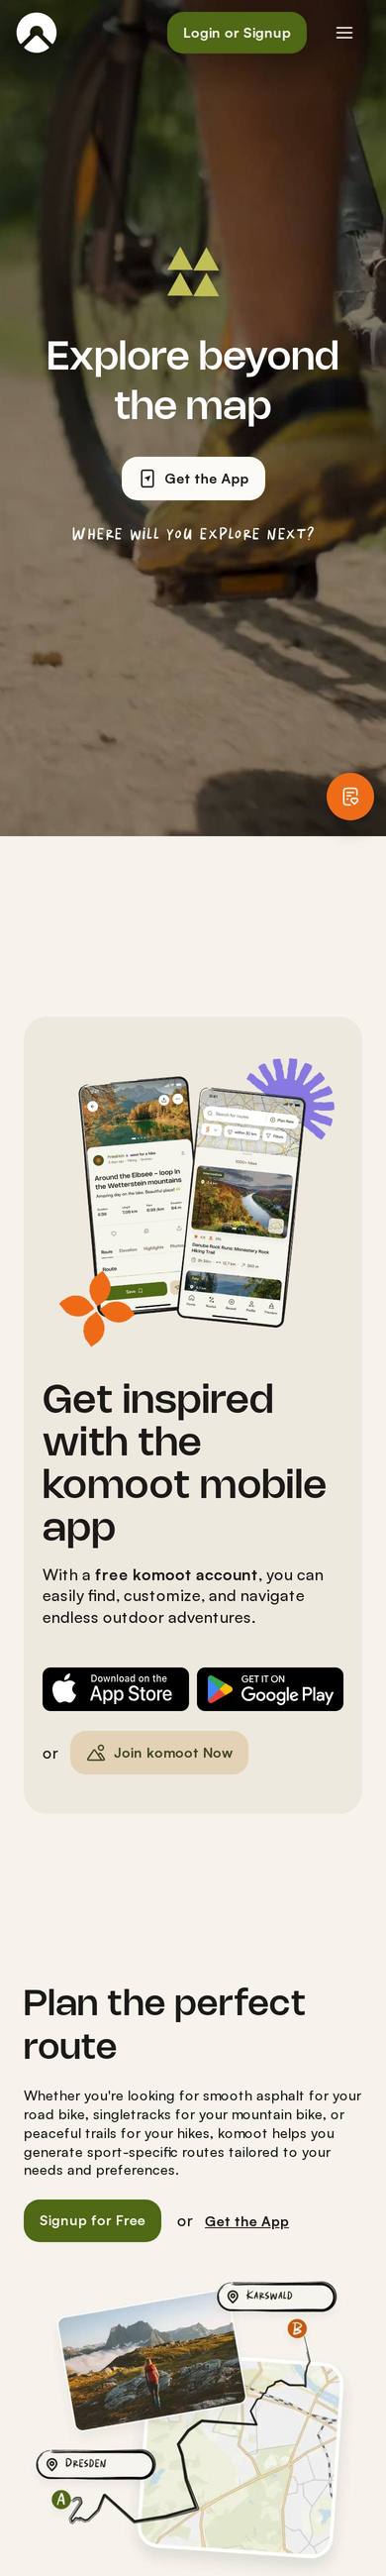 Login or Signup
Explore beyond
the map
Get the App
WHERE WILL YOU EXPLORE NEXT?
Around the Eibsee – loop in
the Wetterstein mountains
Route
Save
Search for route
Danube Rock Runs: Monastery Rock
Hiking Trail
Get inspired
with the
komoot mobile
app
With a free komoot account, you can
easily find, customize, and navigate
endless outdoor adventures.
Download on the
App Store
GET IT ON
Google Play
or
Join komoot Now
Plan the perfect
route
Whether you're looking for smooth asphalt for your
road bike, singletracks for your mountain bike, or
peaceful trails for your hikes, komoot helps you
generate sport-specific routes tailored to your
needs and preferences.
Signup for Free
or
Get the App
KARSWALD
B
DRESDEN
A